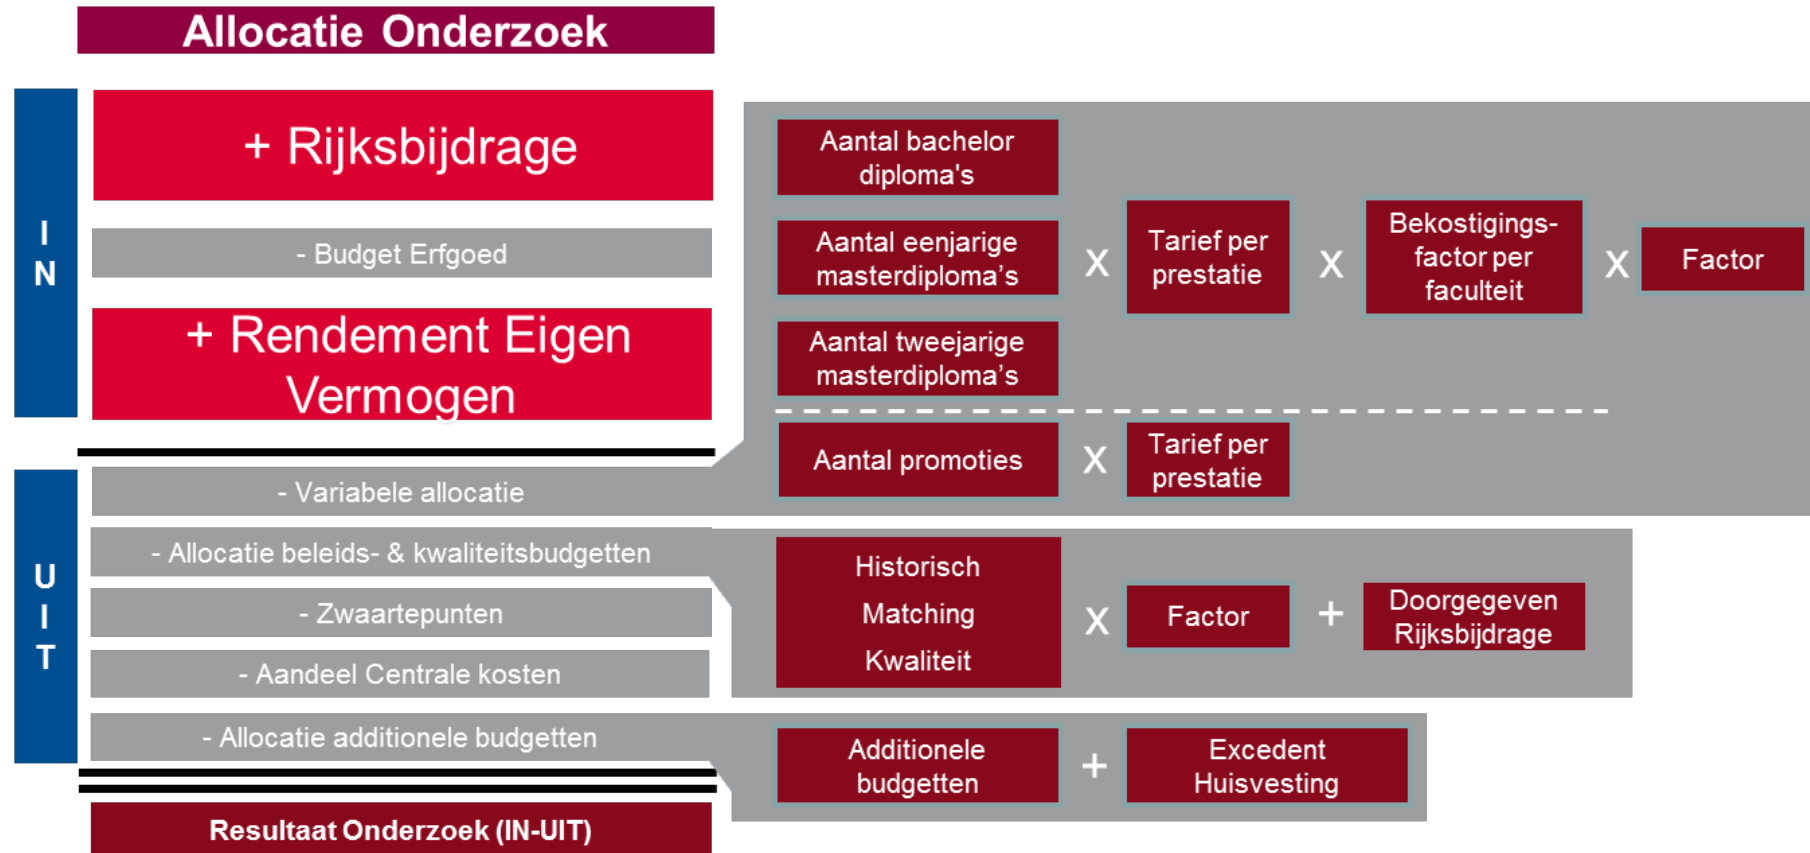 Allocatie Onderzoek
I
N
+ Rijksbijdrage
- Budget Erfgoed
+ Rendement Eigen
Vermogen
Aantal bachelor
diploma's
Aantal eenjarige
masterdiploma’s
Aantal tweejarige
masterdiploma’s
X
Tarief per
prestatie
X
Bekostigings-
factor per
faculteit
X
Factor
Aantal promoties
X
Tarief per
prestatie
U
I
T
- Variabele allocatie
- Allocatie beleids- & kwaliteitsbudgetten
- Zwaartepunten
- Aandeel Centrale kosten
- Allocatie additionele budgetten
Historisch
Matching
Kwaliteit
X
Factor
+
Doorgegeven
Rijksbijdrage
Additionele
budgetten
+
Excedent
Huisvesting
Resultaat Onderzoek (IN-UIT)